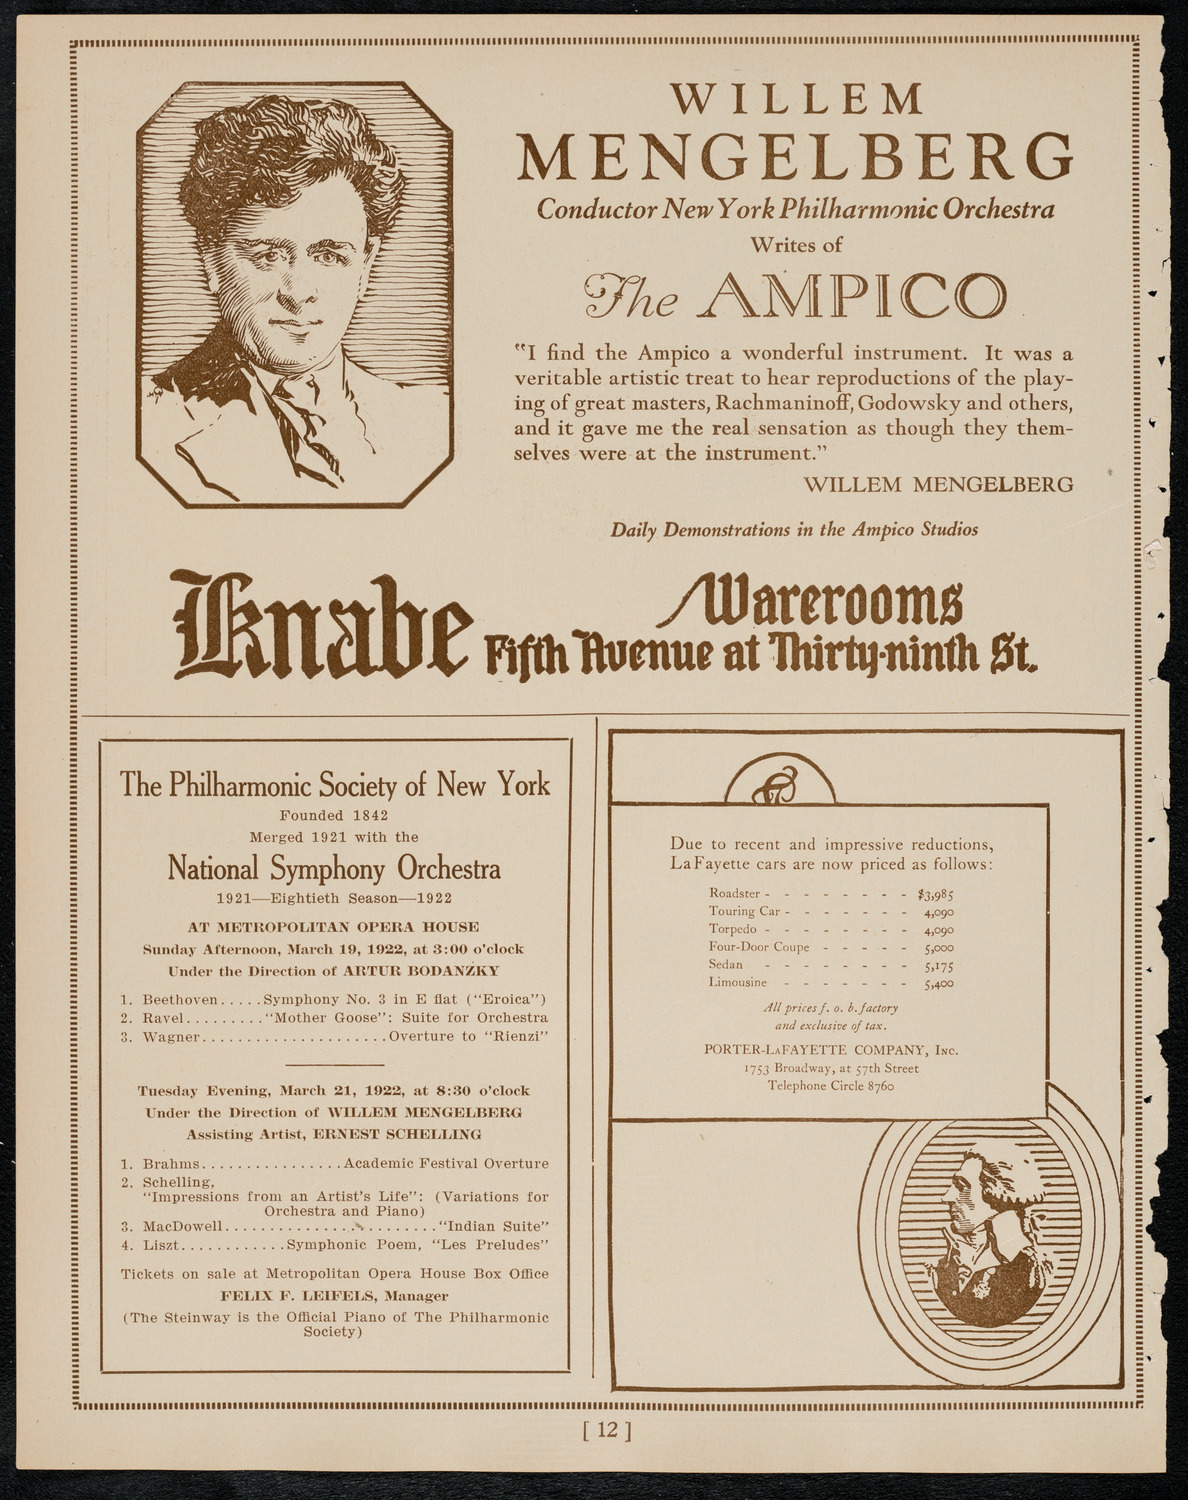 WILLEM
MENGELBERG
Conductor New York Philharmonic Orchestra
Writes of
The AMPICO
"I find the Ampico a wonderful instrument. It was a
veritable artistic treat to hear reproductions of the play-
ing of great masters, Rachmaninoff, Godowsky and others,
and it gave me the real sensation as though they them-
selves were at the instrument."
WILLEM MENGELBERG
Daily Demonstrations in the Ampico Studios
Knabe Warerooms
Fifth Avenue at Thirty-ninth St.
The Philharmonic Society of New York
Founded 1842
Merged 1921 with the
National Symphony Orchestra
1921—Eightieth Season—1922
AT METROPOLITAN OPERA HOUSE
Sunday Afternoon, March 19, 1922, at 3:00 o'clock
Under the Direction of ARTUR BODANZKY
1. Beethoven.....Symphony No. 3 in E flat ("Eroica")
2. Ravel........."Mother Goose": Suite for Orchestra
3. Wagner.....................Overture to "Rienzi"
Tuesday Evening, March 21, 1922, at 8:30 o'clock
Under the Direction of WILLEM MENGELBERG
Assisting Artist, ERNEST SCHELLING
1. Brahms................Academic Festival Overture
2. Schelling,
"Impressions from an Artist's Life": (Variations for
Orchestra and Piano)
3. MacDowell........................"Indian Suite"
4. Liszt............Symphonic Poem, "Les Preludes"
Tickets on sale at Metropolitan Opera House Box Office
FELIX F. LEIFELS, Manager
(The Steinway is the Official Piano of The Philharmonic
Society)
Due to recent and impressive reductions,
LaFayette cars are now priced as follows:
Roadster - - - - - - - - $3,985
Touring Car - - - - - - - 4,090
Torpedo - - - - - - - - 4,090
Four-Door Coupe - - - - - 5,000
Sedan - - - - - - - - 5,175
Limousine - - - - - - - 5,400
All prices f. o. b. factory
and exclusive of tax.
PORTER-LAFAYETTE COMPANY, INC.
1753 Broadway, at 57th Street
Telephone Circle 8760
[ 12 ]